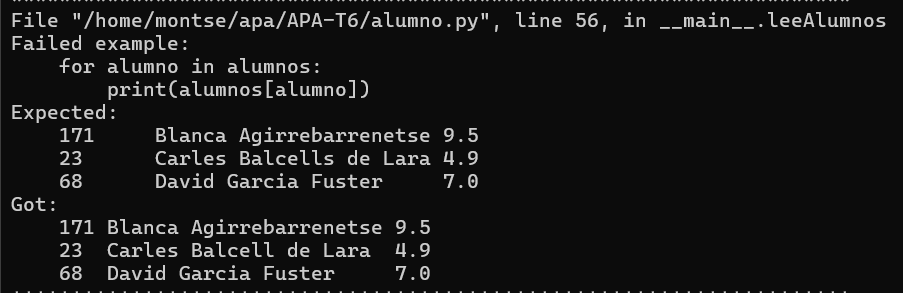 File "/home/montse/apa/APA-T6/alumno.py", line 56, in __main__.leeAlumnos
Failed example:
    for alumno in alumnos:
        print(alumnos[alumno])
Expected:
    171     Blanca Agirrebarrenetse 9.5
    23      Carles Balcells de Lara 4.9
    68      David Garcia Fuster     7.0
Got:
    171 Blanca Agirrebarrenetse 9.5
    23  Carles Balcell de Lara  4.9
    68  David Garcia Fuster     7.0